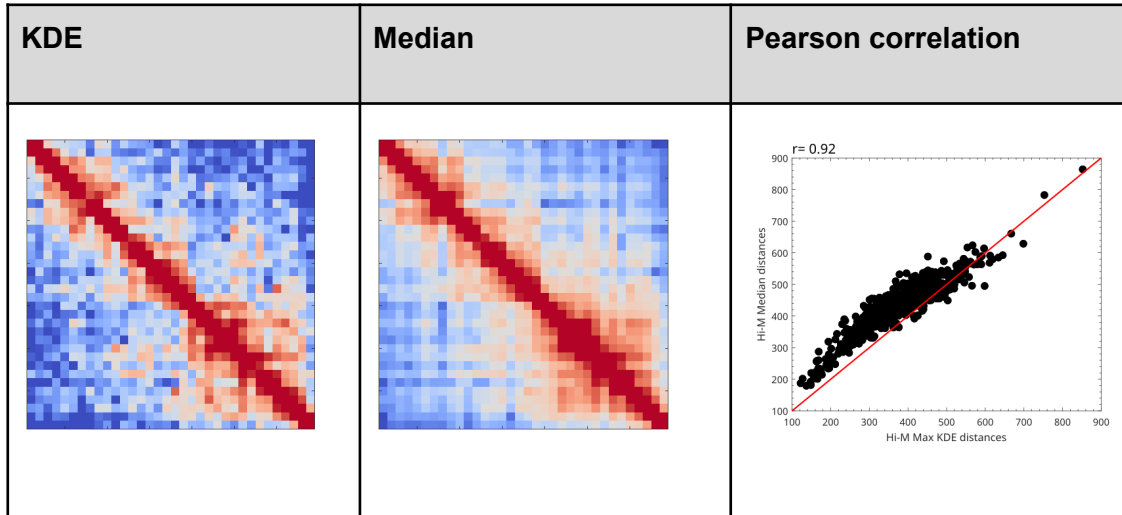 KDE
Median
Pearson correlation
r= 0.92
900
800
700
600
500
400
300
200
100
Hi-M Median distances
100 200 300 400 500 600 700 800 900
Hi-M Max KDE distances